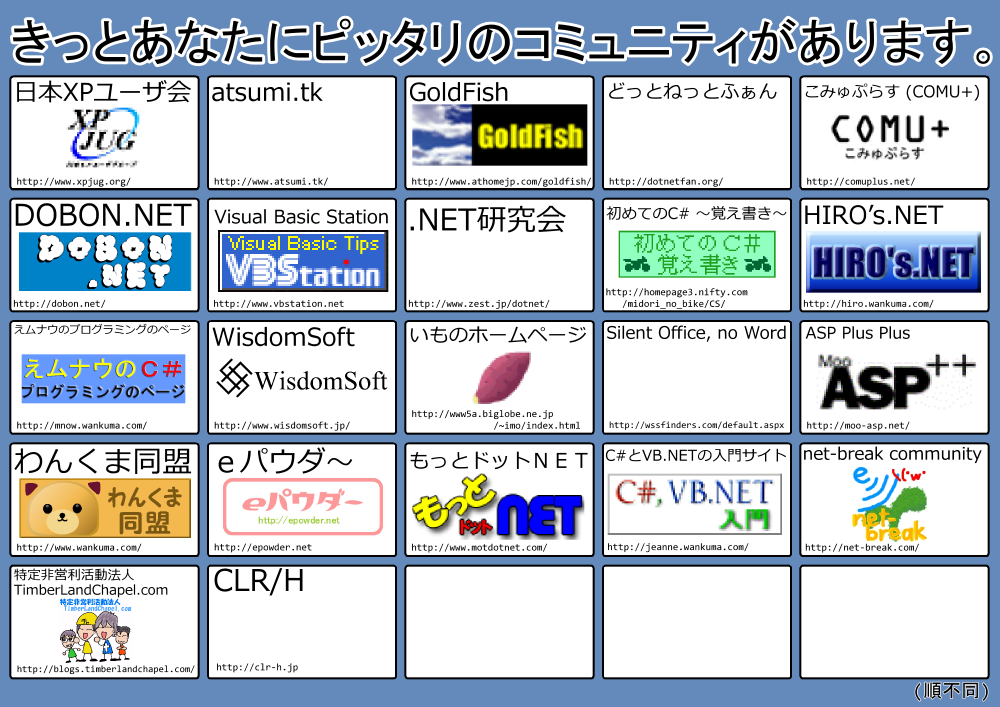 きっとあなたにピッタリのコミュニティがあります。
日本XPユーザ会
XP
JUG
http://www.xpjug.org/
atsumi.tk
http://www.atsumi.tk/
GoldFish
GoldFish
http://www.athomejp.com/goldfish/
どっとねっとふぁん
http://dotnetfan.org/
こみゅぷらす (COMU+)
COMU+
こみゅぷらす
http://comuplus.net/
DOBON.NET
DOBON
.NET
http://dobon.net/
Visual Basic Station
Visual Basic Tips
VBStation
http://www.vbstation.net
.NET研究会
http://www.zest.jp/dotnet/
初めてのC# ～覚え書き～
初めてのC#
覚え書き
http://homepage3.nifty.com
/midori_no_bike/CS/
HIRO’s.NET
HIRO's.NET
http://hiro.wankuma.com/
えムナウのプログラミングのページ
えムナウのC#
プログラミングのページ
http://mnow.wankuma.com/
WisdomSoft
WisdomSoft
http://www.wisdomsoft.jp/
いものホームページ
http://www5a.biglobe.ne.jp
/~imo/index.html
Silent Office, no Word
http://wssfinders.com/default.aspx
ASP Plus Plus
Moo
ASP++
http://moo-asp.net/
わんくま同盟
わんくま
同盟
http://www.wankuma.com/
eパウダ～
eパウダー
http://epowder.net
http://epowder.net
もっとドットＮＥＴ
もっと
ドット NET
http://www.motdotnet.com/
C#とVB.NETの入門サイト
C#, VB.NET
入門
http://jeanne.wankuma.com/
net-break community
net-
break
http://net-break.com/
特定非営利活動法人
TimberLandChapel.com
特定非営利活動法人
TimberLandChapel.com
http://blogs.timberlandchapel.com/
CLR/H
http://clr-h.jp
(順不同)